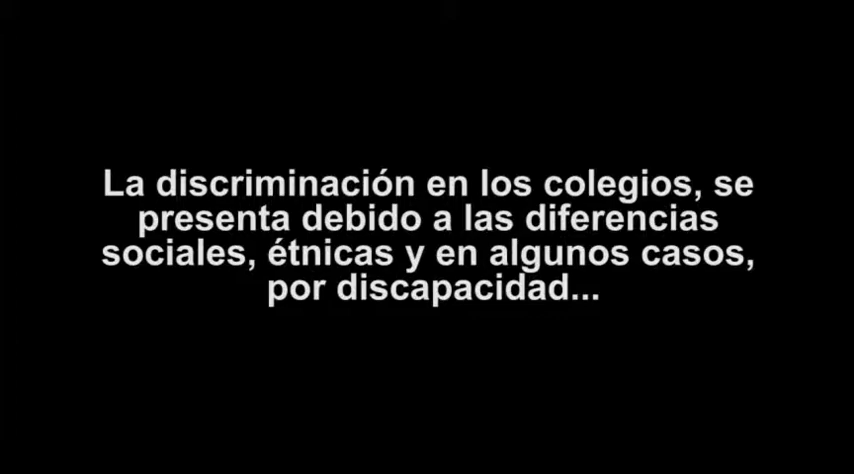 La discriminación en los colegios, se
presenta debido a las diferencias
sociales, étnicas y en algunos casos,
por discapacidad...